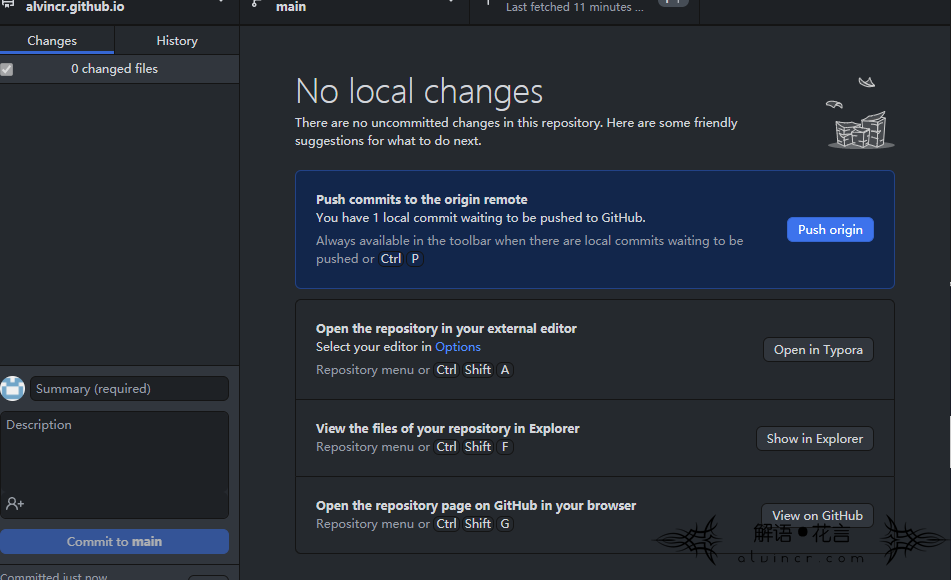 alvincr.github.io
main
Last fetched 11 minutes ...
Changes
History
0 changed files
No local changes
There are no uncommitted changes in this repository. Here are some friendly
suggestions for what to do next.
Push commits to the origin remote
You have 1 local commit waiting to be pushed to GitHub.
Always available in the toolbar when there are local commits waiting to be
pushed or Ctrl P
Push origin
Open the repository in your external editor
Select your editor in Options
Repository menu or Ctrl Shift A
Open in Typora
View the files of your repository in Explorer
Repository menu or Ctrl Shift F
Show in Explorer
Open the repository page on GitHub in your browser
Repository menu or Ctrl Shift G
View on GitHub
Summary (required)
Description
Commit to main
Committed just now
解语●花言
alvincr.com